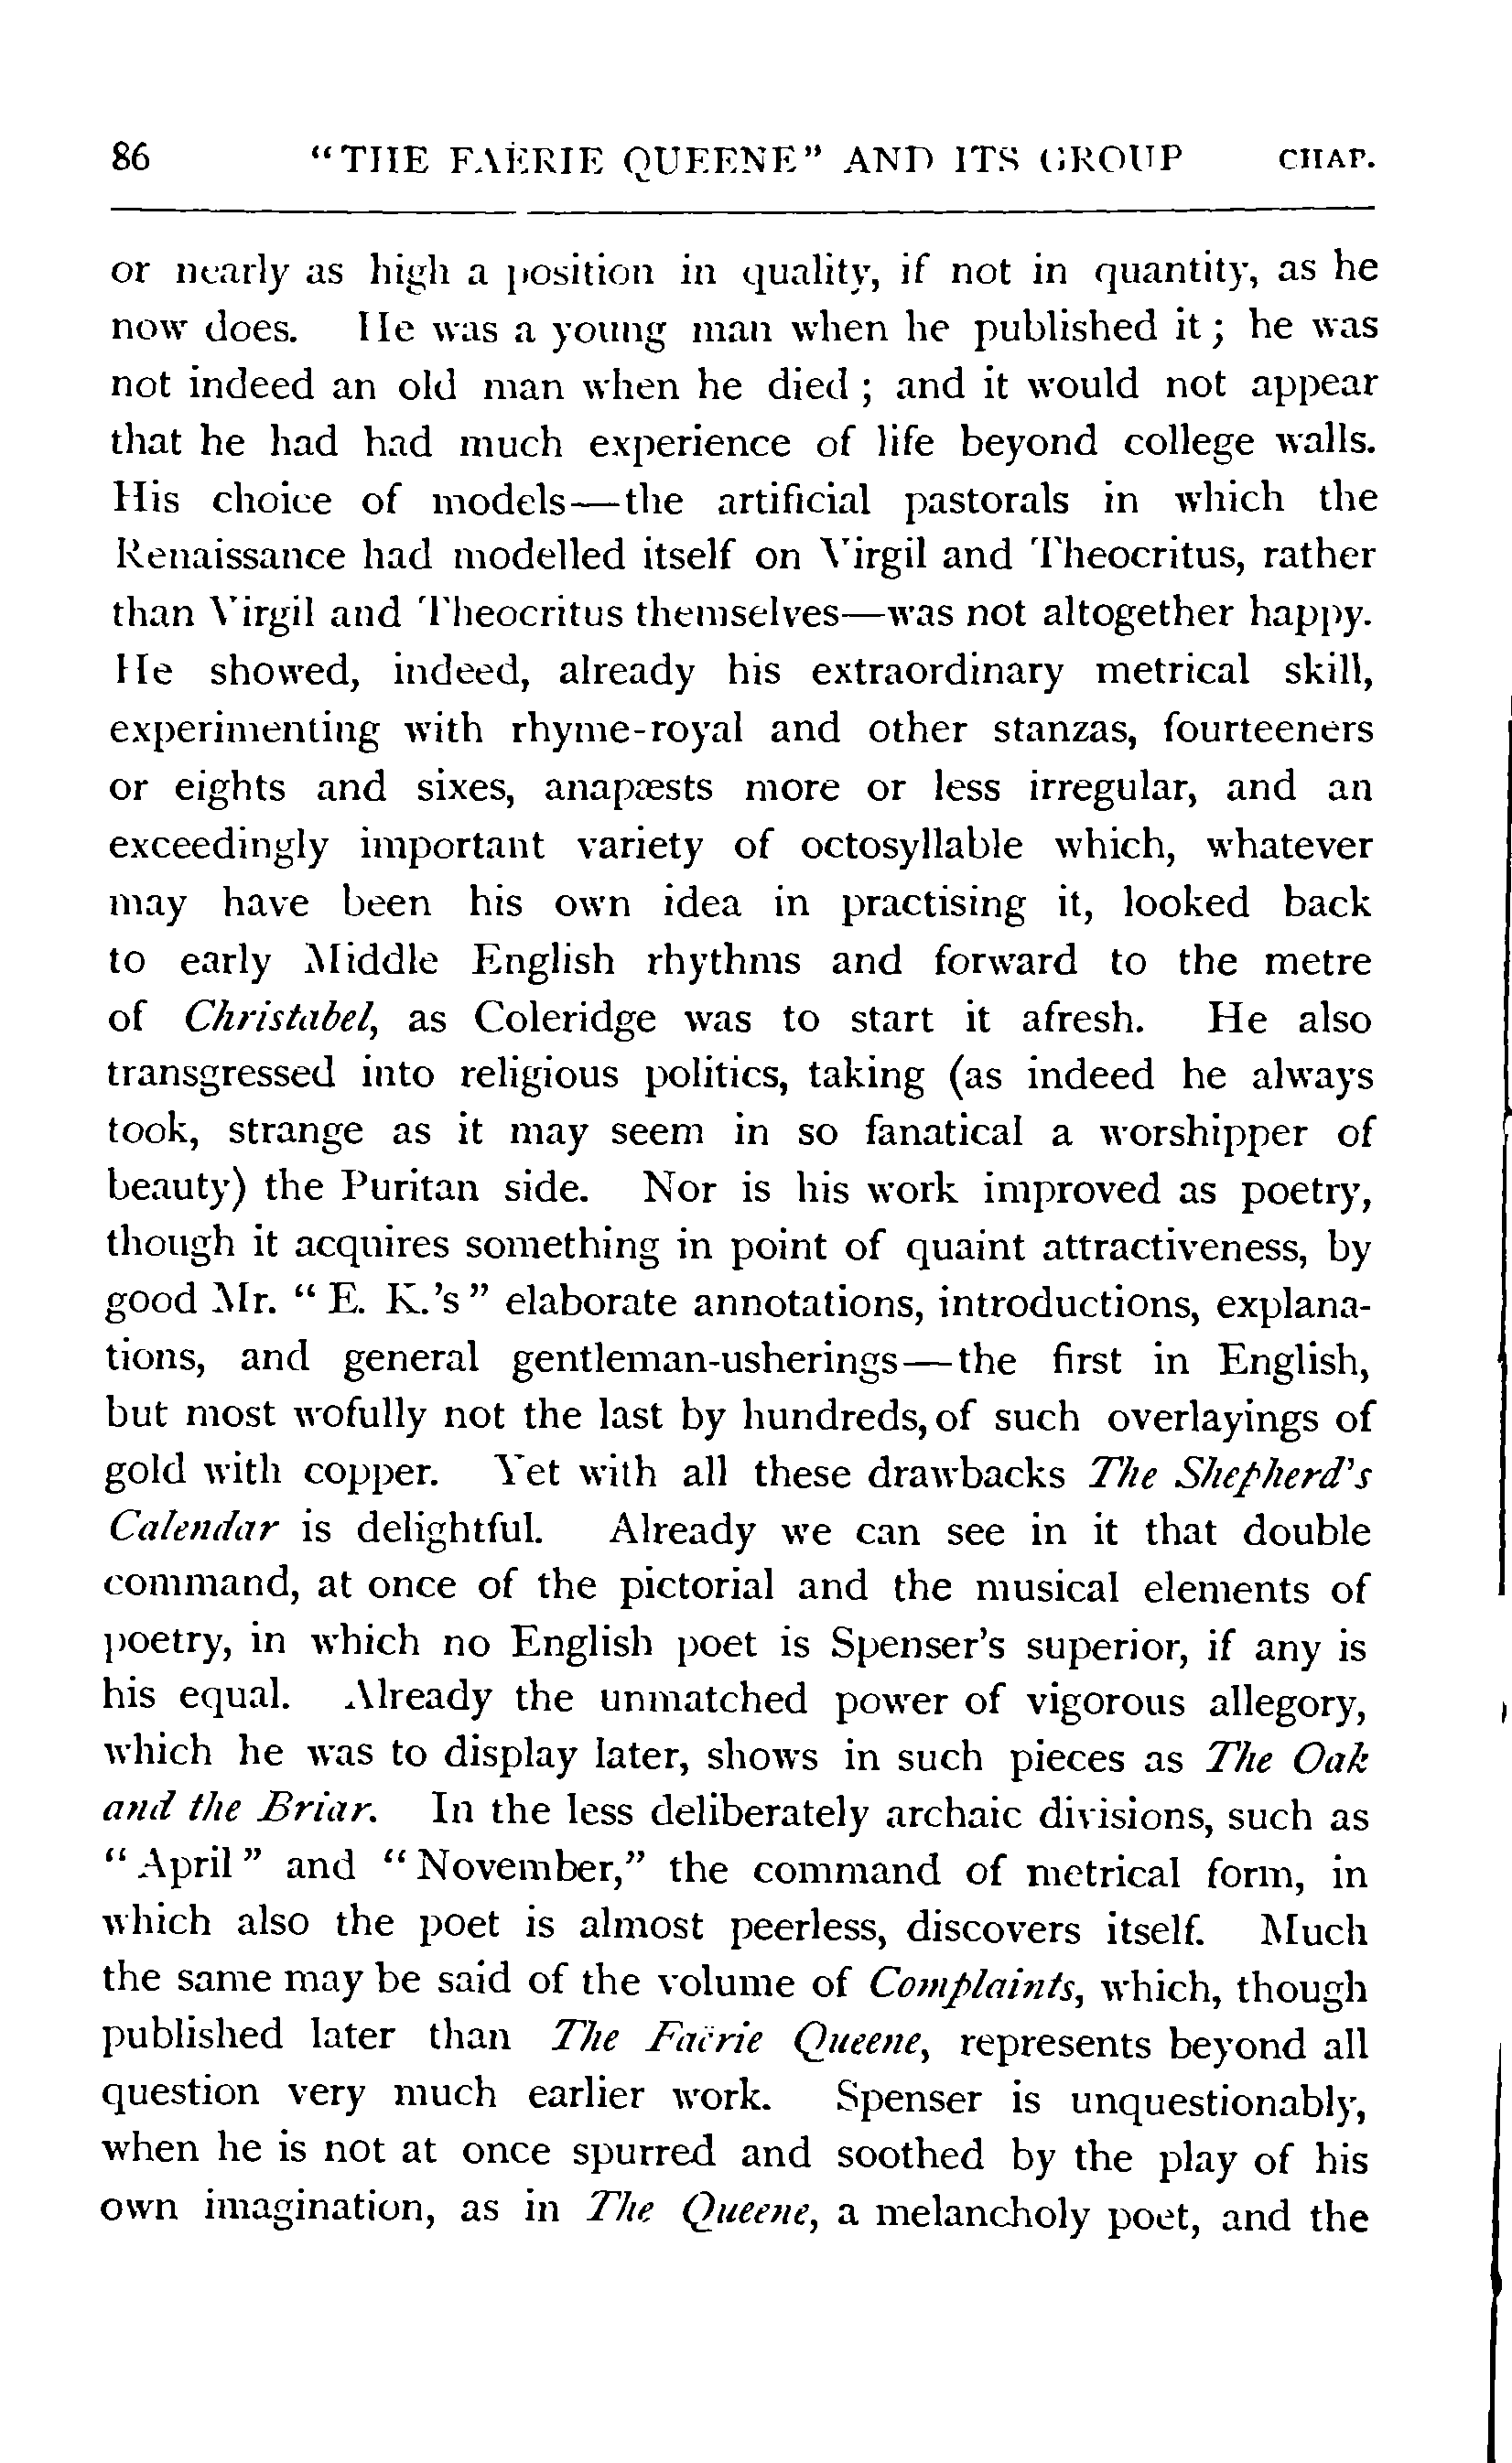 86 "THE FAËRIE QUEENE" AND ITS GROUP CHAP.
or nearly as high a position in quality, if not in quantity, as he
now does. He was a young man when he published it; he was
not indeed an old man when he died; and it would not appear
that he had had much experience of life beyond college walls.
His choice of models—the artificial pastorals in which the
Renaissance had modelled itself on Virgil and Theocritus, rather
than Virgil and Theocritus themselves—was not altogether happy.
He showed, indeed, already his extraordinary metrical skill,
experimenting with rhyme-royal and other stanzas, fourteeners
or eights and sixes, anapæsts more or less irregular, and an
exceedingly important variety of octosyllable which, whatever
may have been his own idea in practising it, looked back
to early Middle English rhythms and forward to the metre
of Christabel, as Coleridge was to start it afresh. He also
transgressed into religious politics, taking (as indeed he always
took, strange as it may seem in so fanatical a worshipper of
beauty) the Puritan side. Nor is his work improved as poetry,
though it acquires something in point of quaint attractiveness, by
good Mr. "E. K.'s" elaborate annotations, introductions, explana-
tions, and general gentleman-usherings—the first in English,
but most wofully not the last by hundreds, of such overlayings of
gold with copper. Yet with all these drawbacks The Shepherd's
Calendar is delightful. Already we can see in it that double
command, at once of the pictorial and the musical elements of
poetry, in which no English poet is Spenser's superior, if any is
his equal. Already the unmatched power of vigorous allegory,
which he was to display later, shows in such pieces as The Oak
and the Briar. In the less deliberately archaic divisions, such as
"April" and "November," the command of metrical form, in
which also the poet is almost peerless, discovers itself. Much
the same may be said of the volume of Complaints, which, though
published later than The Faërie Queene, represents beyond all
question very much earlier work. Spenser is unquestionably,
when he is not at once spurred and soothed by the play of his
own imagination, as in The Queene, a melancholy poet, and the